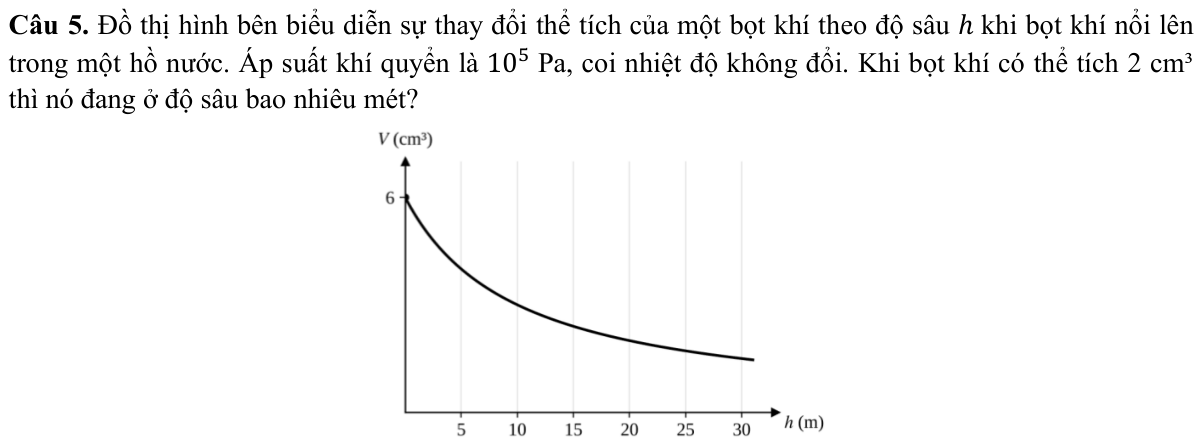 Câu 5. Đồ thị hình bên biểu diễn sự thay đổi thể tích của một bọt khí theo độ sâu h khi bọt khí nổi lên
trong một hồ nước. Áp suất khí quyển là 10⁵ Pa, coi nhiệt độ không đổi. Khi bọt khí có thể tích 2 cm³
thì nó đang ở độ sâu bao nhiêu mét?
V (cm³)
6
5 10 15 20 25 30 h (m)